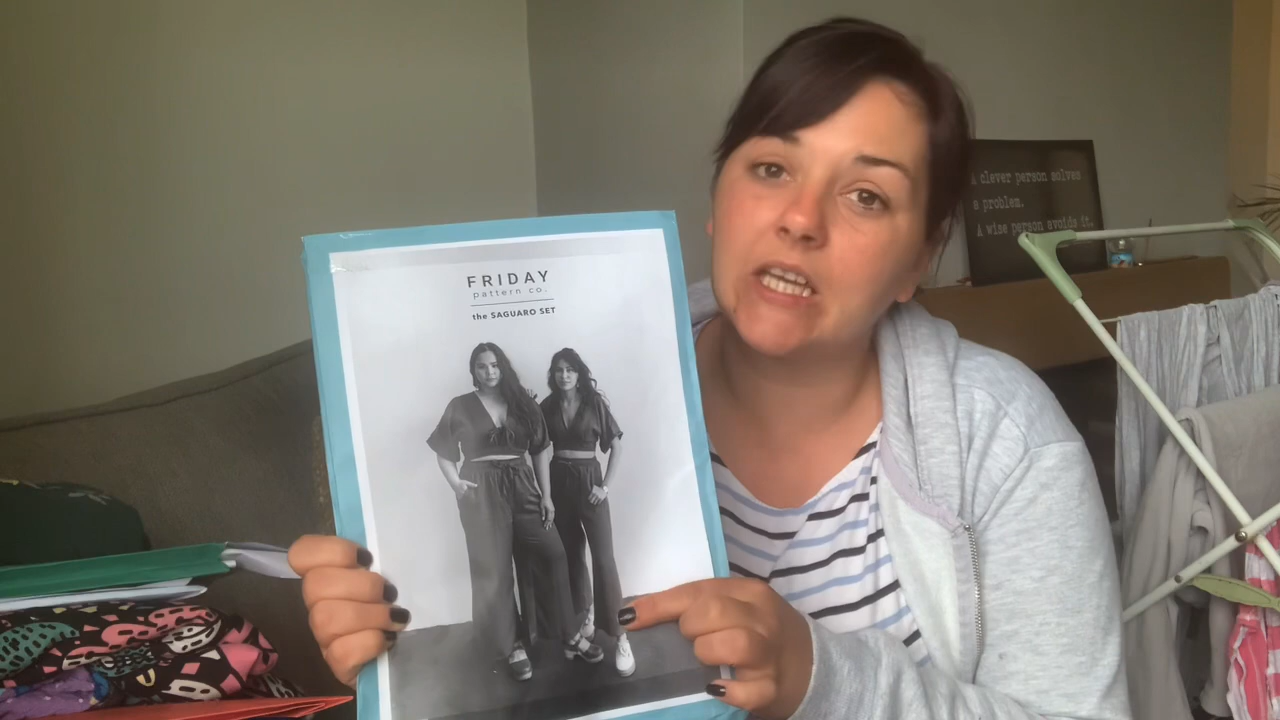 FRIDAY
pattern co.
the SAGUARO SET
A clever person solves
a problem.
A wise person avoids it.